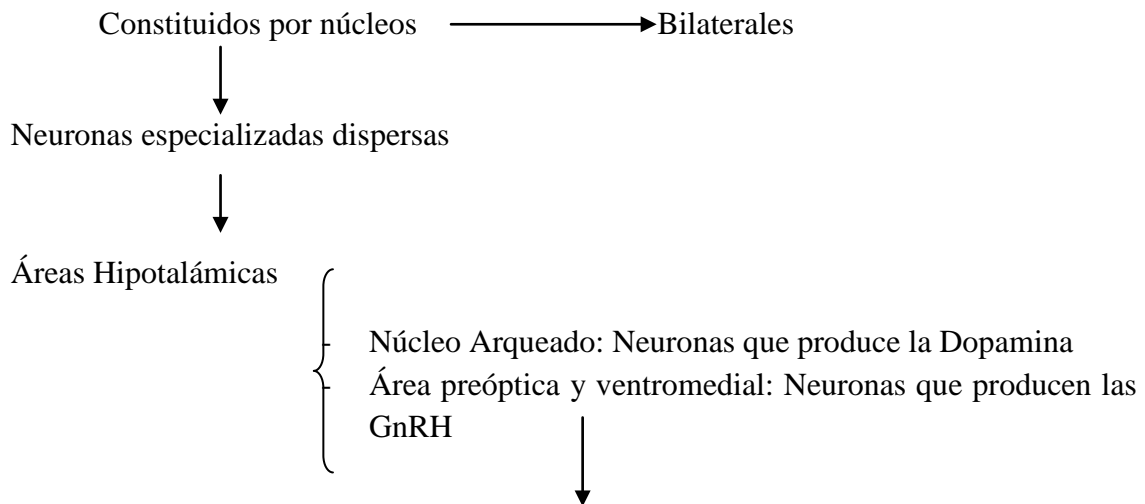 Constituidos por núcleos Bilaterales
Neuronas especializadas dispersas
Áreas Hipotalámicas
- Núcleo Arqueado: Neuronas que produce la Dopamina
- Área preóptica y ventromedial: Neuronas que producen las
GnRH